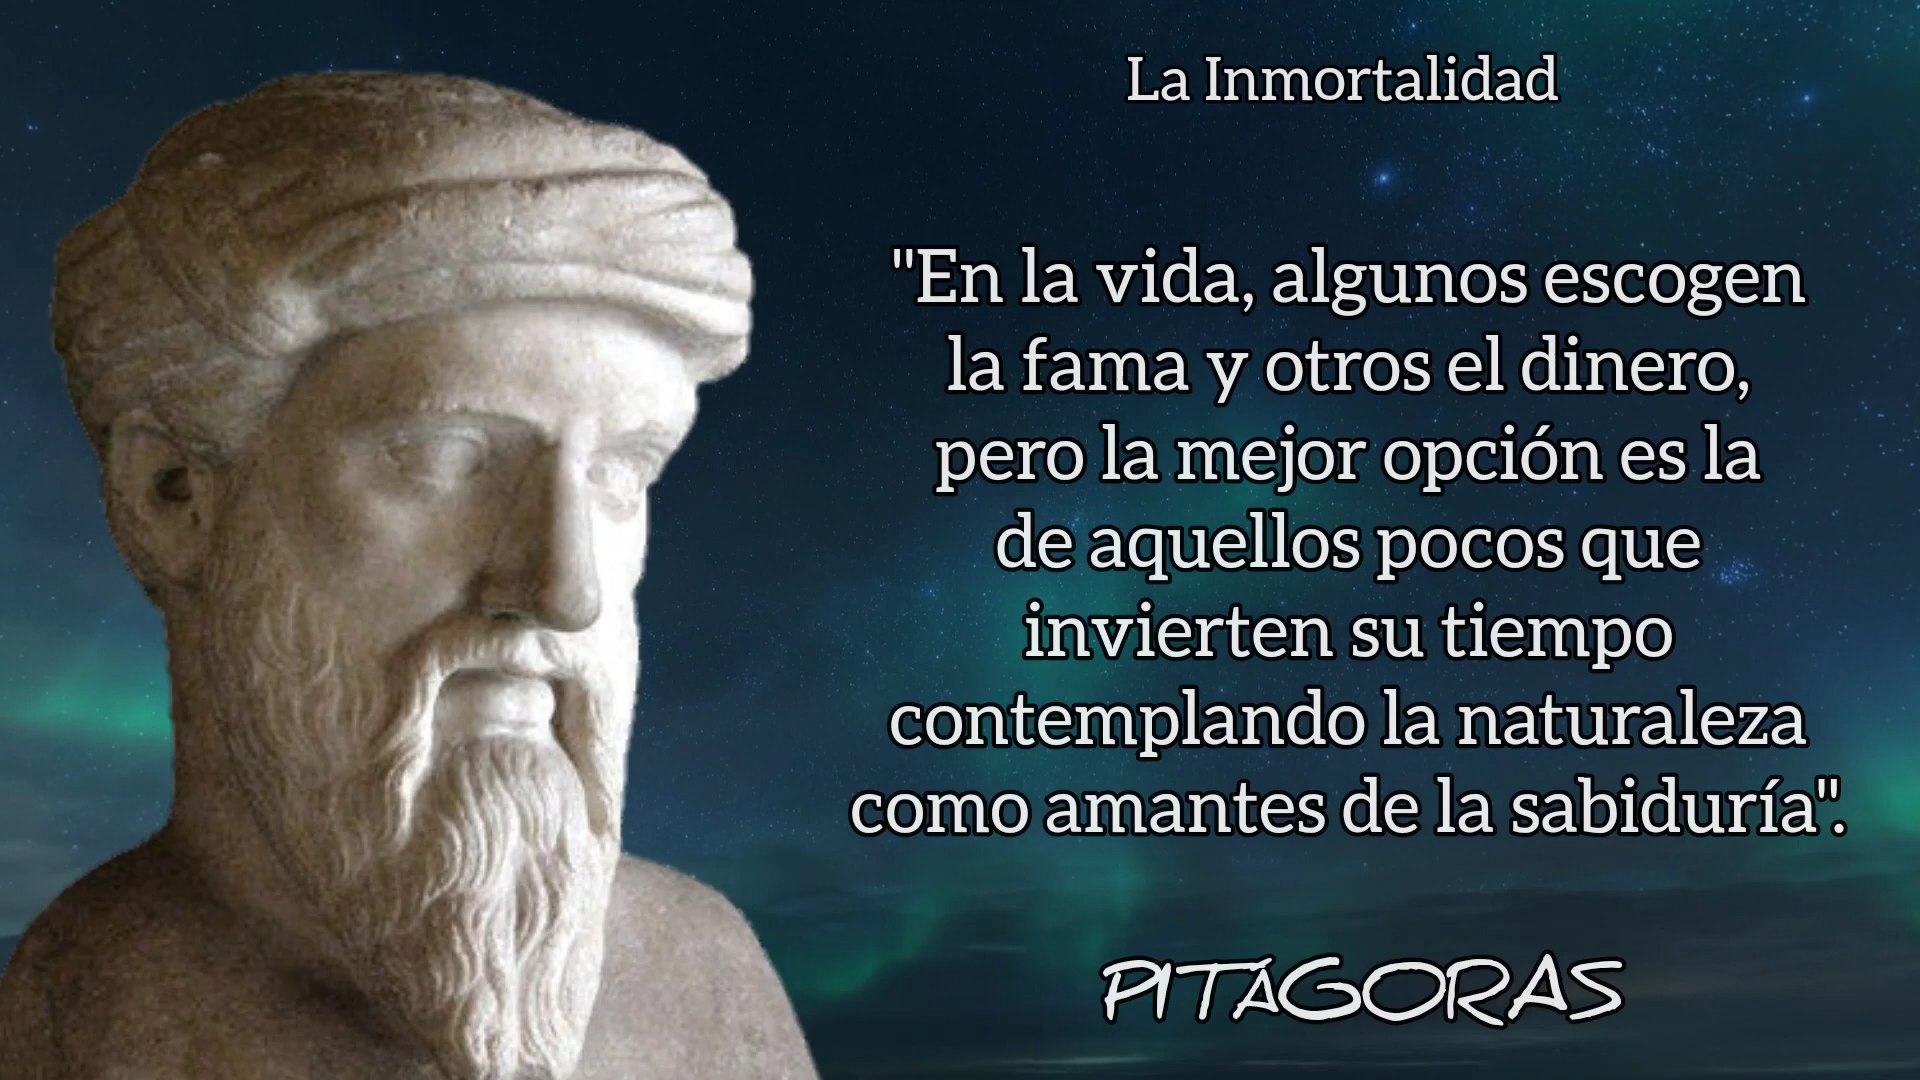 La Inmortalidad
"En la vida, algunos escogen
la fama y otros el dinero,
pero la mejor opción es la
de aquellos pocos que
invierten su tiempo
contemplando la naturaleza
como amantes de la sabiduría".
PITÁGORAS